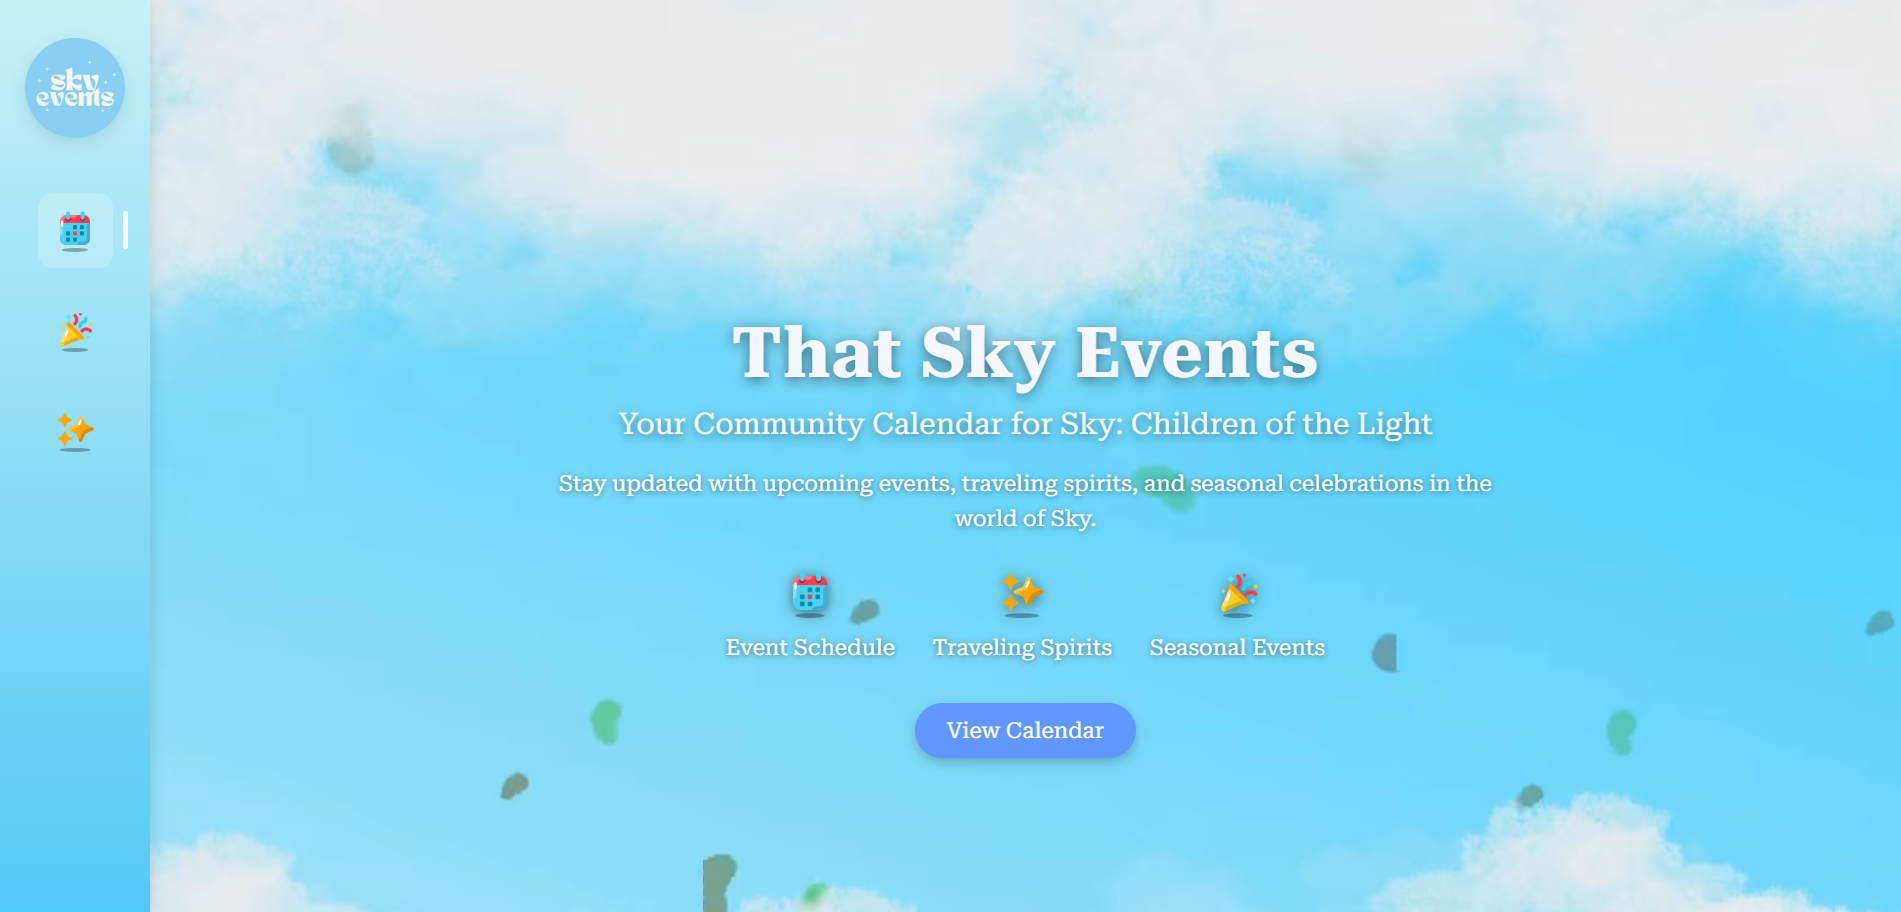 sky
events
That Sky Events
Your Community Calendar for Sky: Children of the Light
Stay updated with upcoming events, traveling spirits, and seasonal celebrations in the
world of Sky.
Event Schedule
Traveling Spirits
Seasonal Events
View Calendar